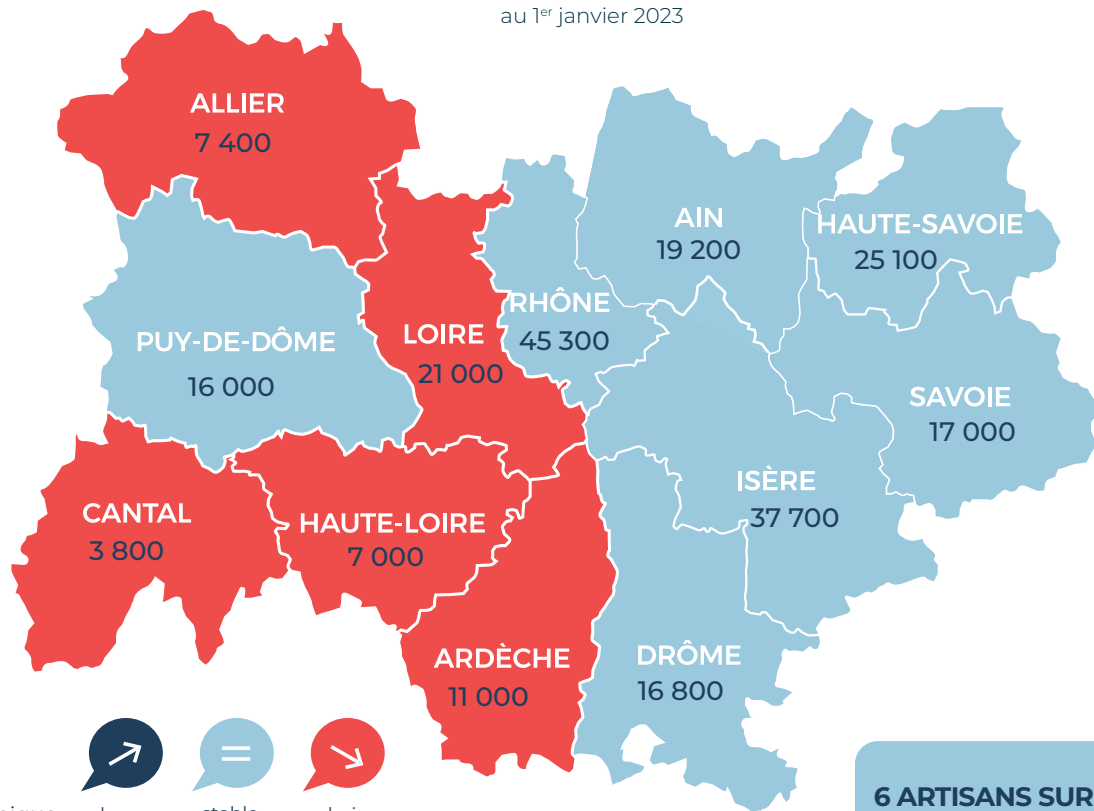 au 1er janvier 2023
ALLIER
7 400
AIN
19 200
HAUTE-SAVOIE
25 100
RHÔNE
45 300
PUY-DE-DÔME
16 000
LOIRE
21 000
SAVOIE
17 000
ISÈRE
37 700
CANTAL
3 800
HAUTE-LOIRE
7 000
ARDÈCHE
11 000
DRÔME
16 800
6 ARTISANS SUR